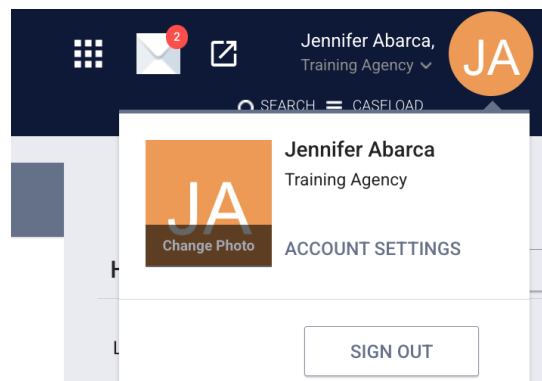 2
Jennifer Abarca,
Training Agency
JA
SEARCH CASELOAD
JA
Change Photo
Jennifer Abarca
Training Agency
ACCOUNT SETTINGS
H
L
SIGN OUT